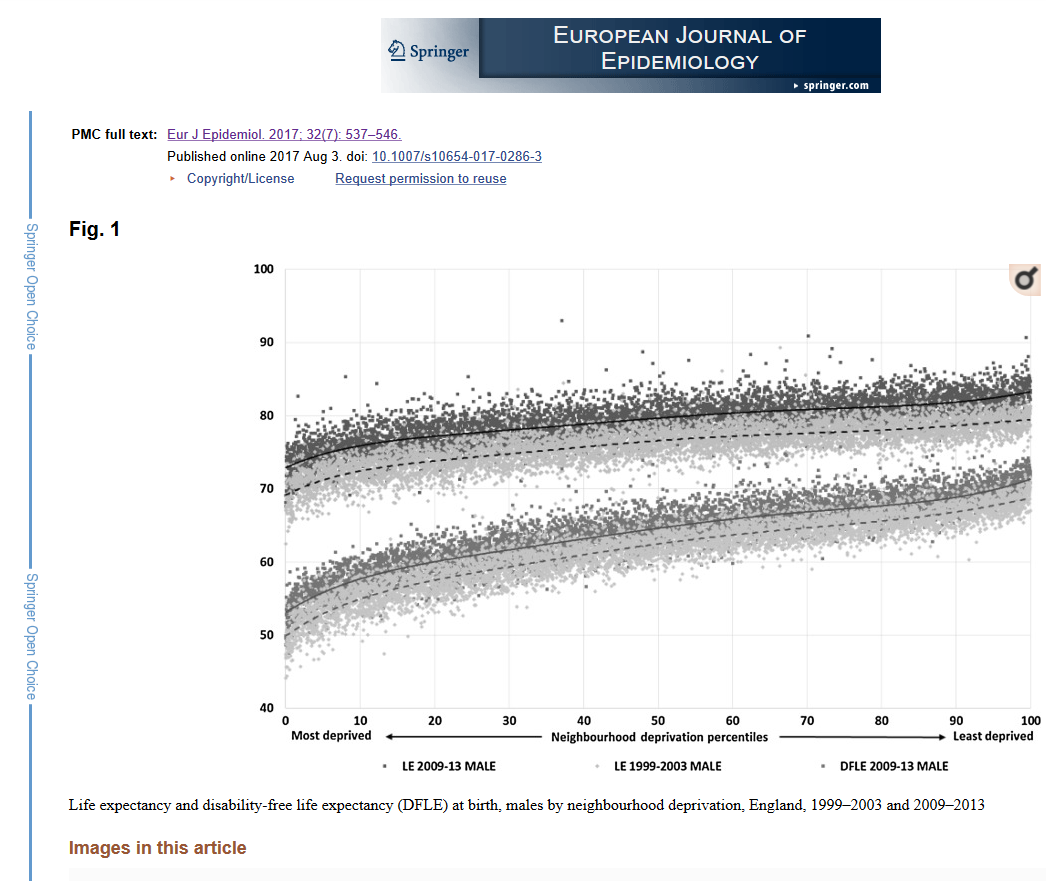 Springer
EUROPEAN JOURNAL OF
EPIDEMIOLOGY
springer.com
PMC full text: Eur J Epidemiol. 2017; 32(7): 537–546.
Published online 2017 Aug 3. doi: 10.1007/s10654-017-0286-3
Copyright/License Request permission to reuse
Fig. 1
Springer Open Choice
Springer Open Choice
100
90
80
70
60
50
40
0 10 20 30 40 50 60 70 80 90 100
Most deprived Neighbourhood deprivation percentiles Least deprived
LE 2009-13 MALE LE 1999-2003 MALE DFLE 2009-13 MALE
Life expectancy and disability-free life expectancy (DFLE) at birth, males by neighbourhood deprivation, England, 1999–2003 and 2009–2013
Images in this article